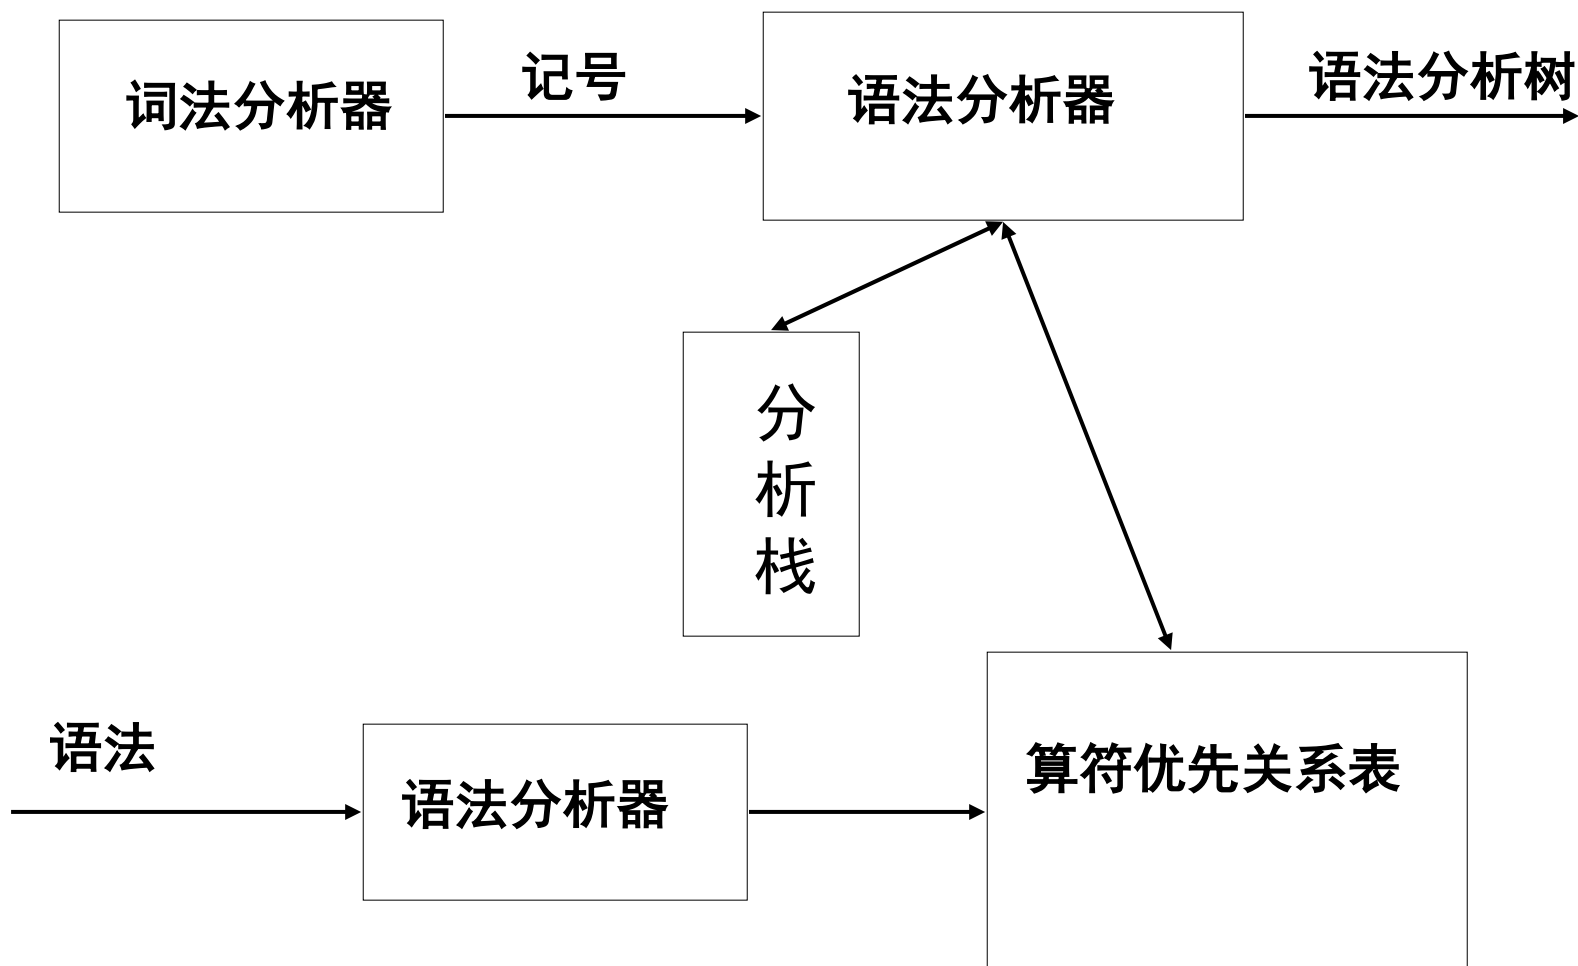 词法分析器
记号
语法分析器
语法分析树
分
析
栈
语法
语法分析器
算符优先关系表